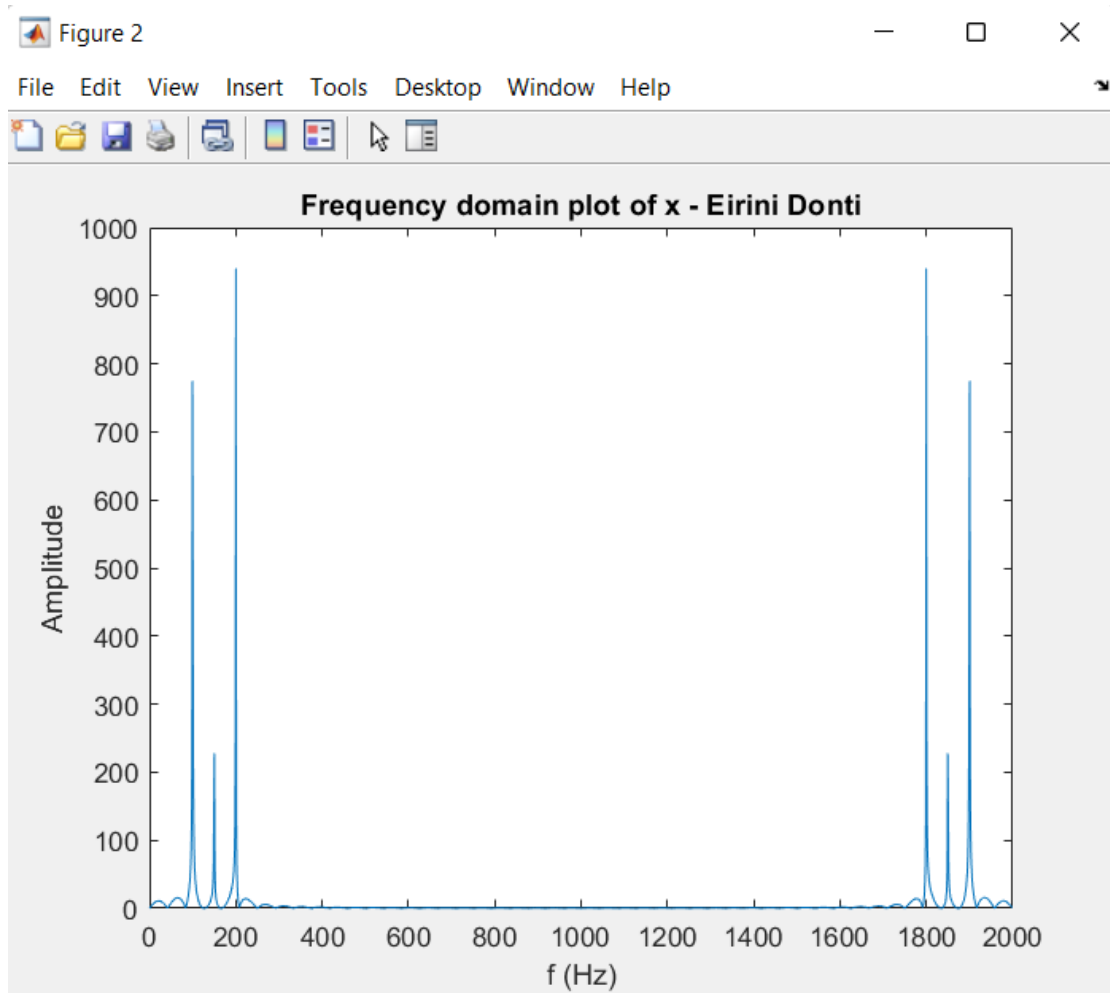 Figure 2
File Edit View Insert Tools Desktop Window Help
Frequency domain plot of x - Eirini Donti
1000
900
800
700
600
500
400
300
200
100
0
Amplitude
0 200 400 600 800 1000 1200 1400 1600 1800 2000
f (Hz)